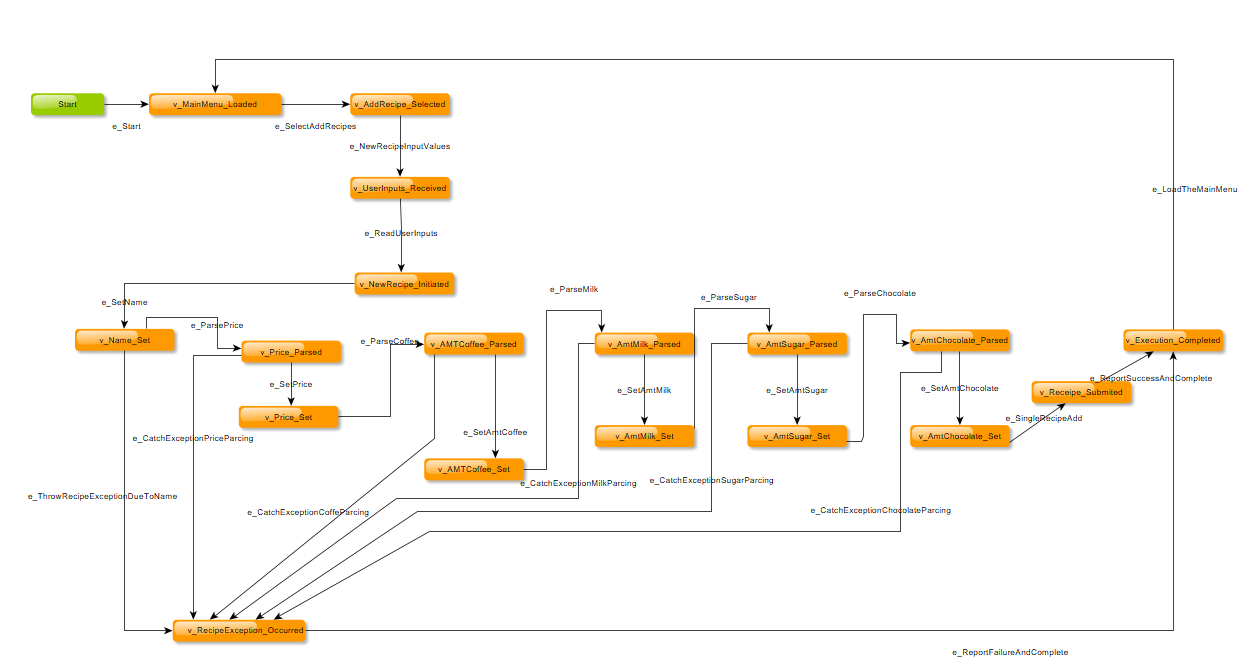 Start
v_MainMenu_Loaded
v_AddRecipe_Selected
e_Start
e_SelectAddRecipes
e_NewRecipeInputValues
v_UserInputs_Received
e_LoadTheMainMenu
e_ReadUserInputs
v_NewRecipe_Initiated
e_ParseMilk
e_ParseSugar
e_ParseChocolate
e_SetName
e_ParsePrice
v_Name_Set
e_ParseCoffee
v_Price_Parsed
v_AMTCoffee_Parsed
v_AmtMilk_Parsed
v_AmtSugar_Parsed
v_AmtChocolate_Parsed
v_Execution_Completed
e_ReportSuccessAndComplete
e_SetPrice
e_SetAmtMilk
e_SetAmtSugar
e_SetAmtChocolate
v_Receipe_Submited
v_Price_Set
e_SingleRecipeAdd
e_SetAmtCoffee
e_CatchExceptionPriceParcing
v_AmtMilk_Set
v_AmtSugar_Set
v_AmtChocolate_Set
v_AMTCoffee_Set
e_CatchExceptionMilkParcing
e_CatchExceptionSugarParcing
e_ThrowRecipeExceptionDueToName
e_CatchExceptionCoffeParcing
e_CatchExceptionChocolateParcing
v_RecipeException_Occurred
e_ReportFailureAndComplete